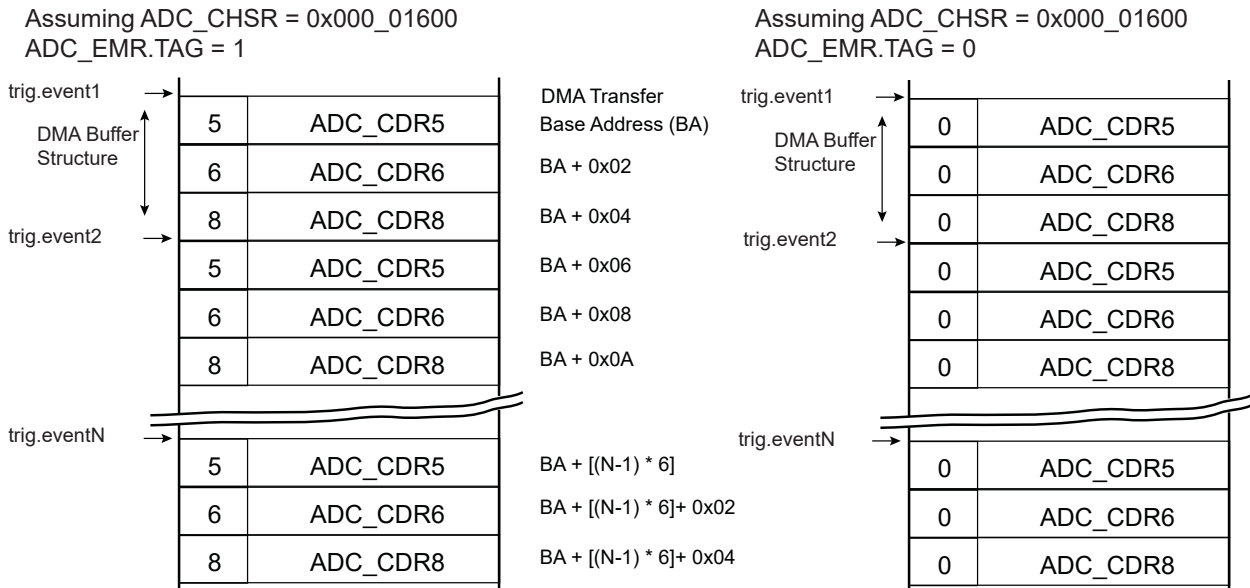 Assuming ADC_CHSR = 0x000_01600
ADC_EMR.TAG = 1
trig.event1
DMA Buffer
Structure
5 ADC_CDR5
6 ADC_CDR6
8 ADC_CDR8
trig.event2
5 ADC_CDR5
6 ADC_CDR6
8 ADC_CDR8
trig.eventN
5 ADC_CDR5
6 ADC_CDR6
8 ADC_CDR8
DMA Transfer
Base Address (BA)
BA + 0x02
BA + 0x04
BA + 0x06
BA + 0x08
BA + 0x0A
BA + [(N-1) * 6]
BA + [(N-1) * 6]+ 0x02
BA + [(N-1) * 6]+ 0x04
Assuming ADC_CHSR = 0x000_01600
ADC_EMR.TAG = 0
trig.event1
DMA Buffer
Structure
0 ADC_CDR5
0 ADC_CDR6
0 ADC_CDR8
trig.event2
0 ADC_CDR5
0 ADC_CDR6
0 ADC_CDR8
trig.eventN
0 ADC_CDR5
0 ADC_CDR6
0 ADC_CDR8